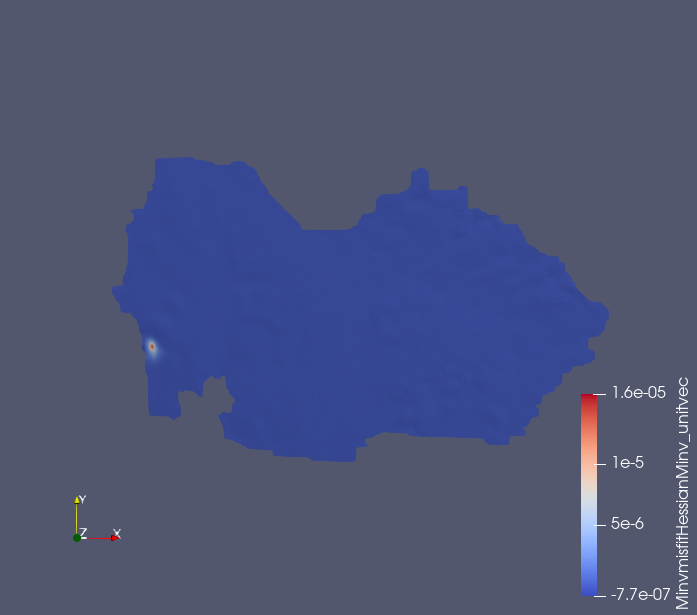 1.6e-05
1e-5
5e-6
-7.7e-07
MinvmisfitHessianMinv_unitvec
Y
Z
X